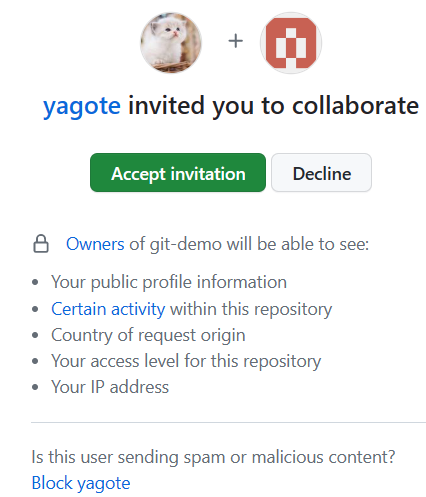 yagote invited you to collaborate
Accept invitation
Decline
Owners of git-demo will be able to see:
Your public profile information
Certain activity within this repository
Country of request origin
Your access level for this repository
Your IP address
Is this user sending spam or malicious content?
Block yagote